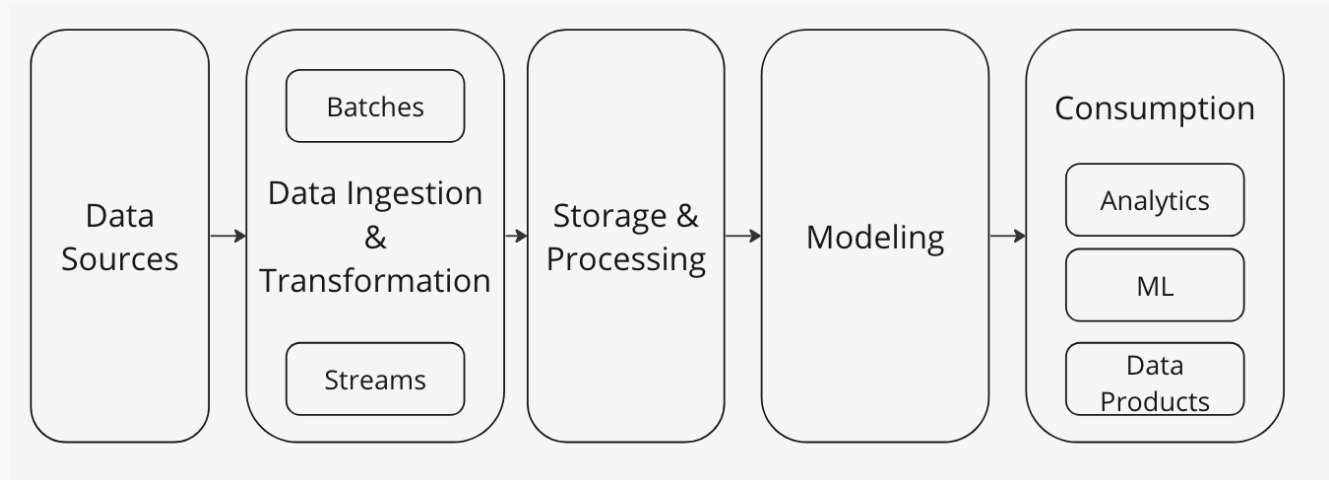 Data
Sources
Batches
Data Ingestion
&
Transformation
Streams
Storage &
Processing
Modeling
Consumption
Analytics
ML
Data
Products